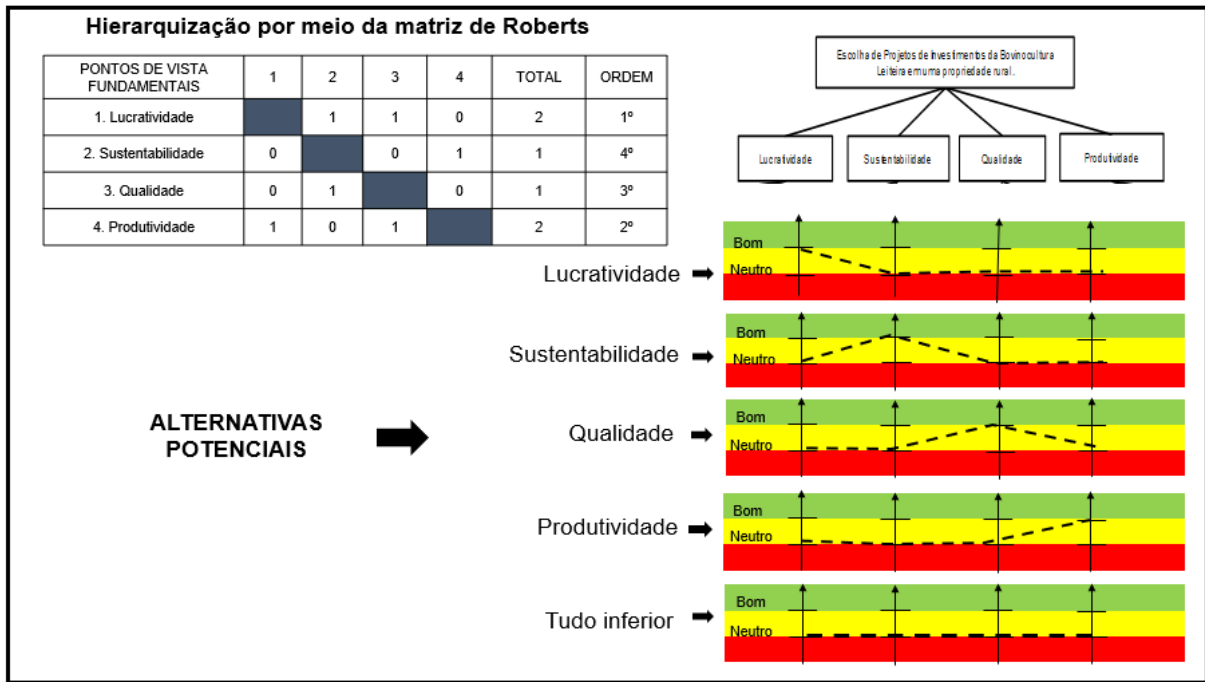 Hierarquização por meio da matriz de Roberts
PONTOS DE VISTA FUNDAMENTAIS 1 2 3 4 TOTAL ORDEM
1. Lucratividade 1 1 0 2 1º
2. Sustentabilidade 0 0 1 1 4º
3. Qualidade 0 1 0 1 3º
4. Produtividade 1 0 1 2 2º
Escolha de Projetos de Investimentos da Bovinocultura
Leiteira em uma propriedade rural.
Lucratividade
Sustentabilidade
Qualidade
Produtividade
ALTERNATIVAS
POTENCIAIS
Lucratividade
Bom
Neutro
Sustentabilidade
Bom
Neutro
Qualidade
Bom
Neutro
Produtividade
Bom
Neutro
Tudo inferior
Bom
Neutro